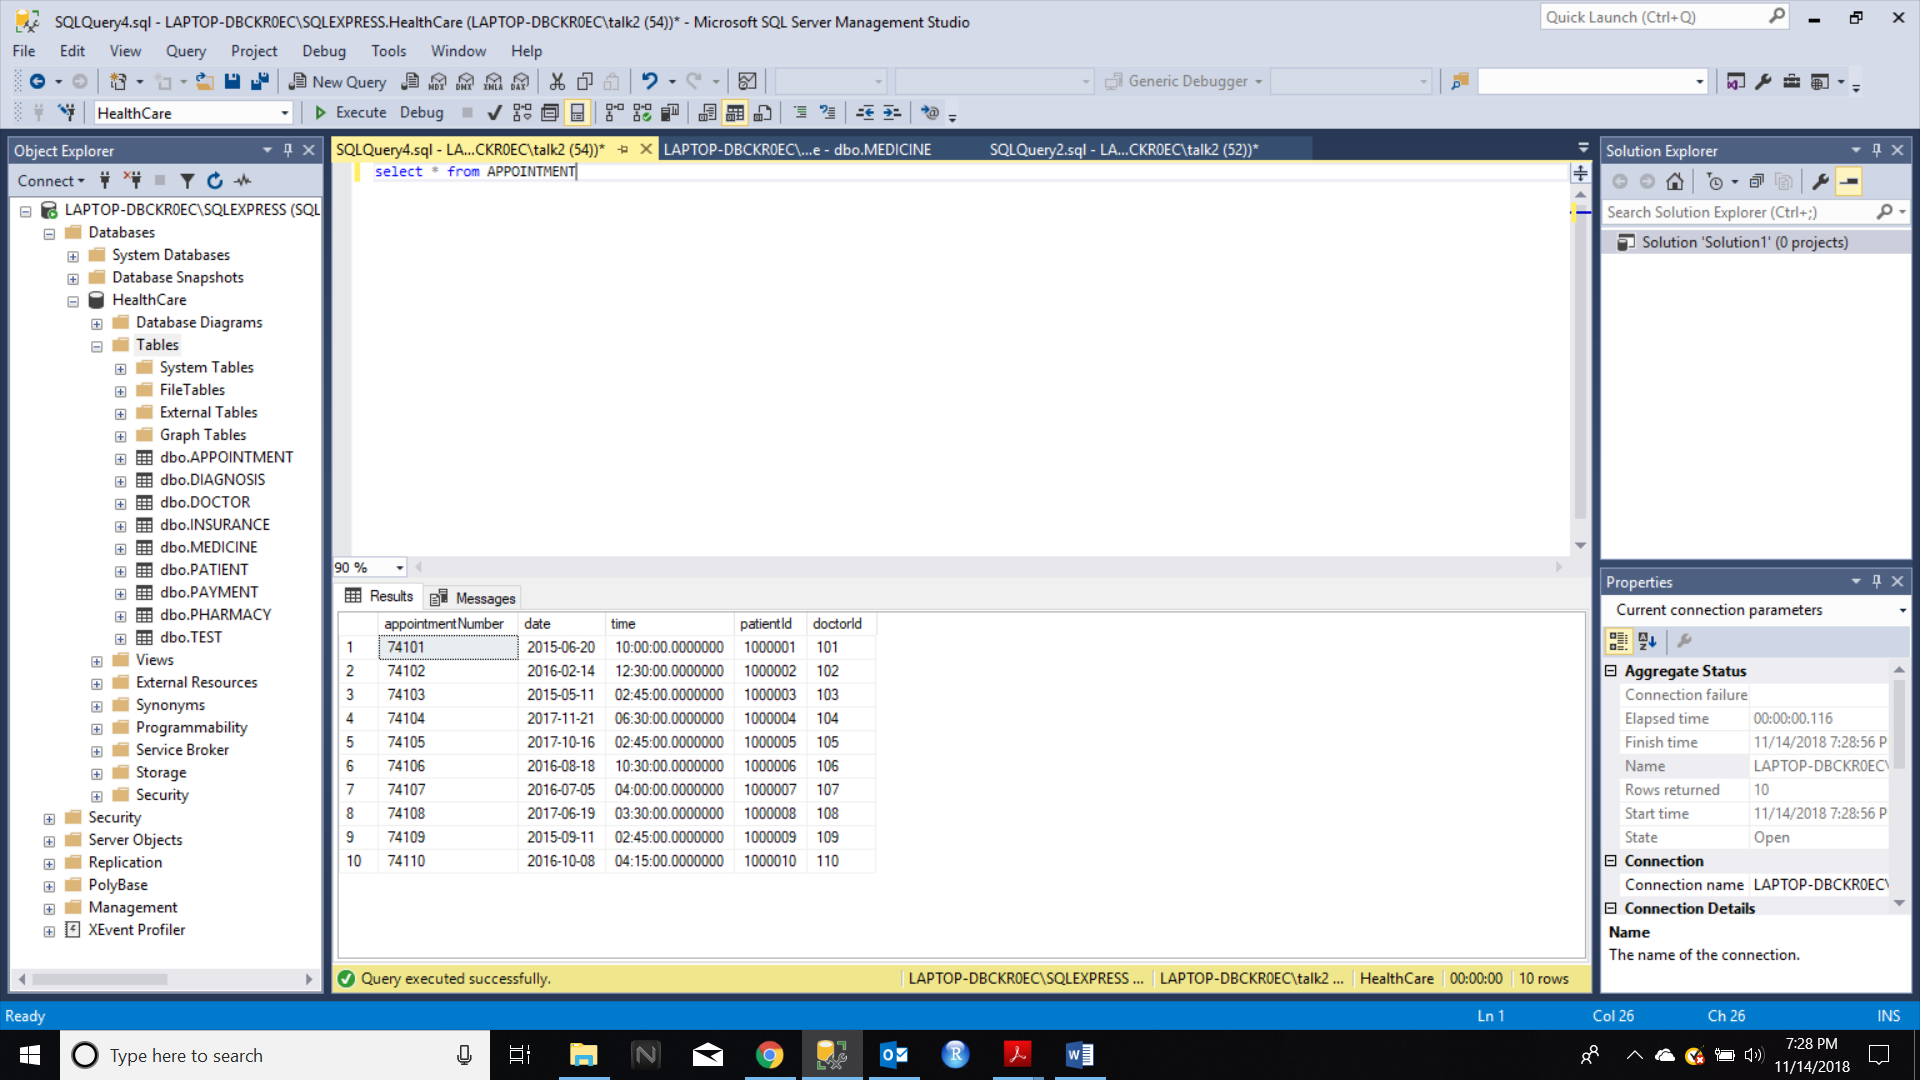 SQLQuery4.sql - LAPTOP-DBCKR0EC\SQLEXPRESS.HealthCare (LAPTOP-DBCKR0EC\talk2 (54))* - Microsoft SQL Server Management Studio
Quick Launch (Ctrl+Q)
File Edit View Query Project Debug Tools Window Help
New Query MDX DMX XMLA DAX Generic Debugger
HealthCare Execute Debug
Object Explorer
Connect
LAPTOP-DBCKR0EC\SQLEXPRESS (SQL
Databases
System Databases
Database Snapshots
HealthCare
Database Diagrams
Tables
System Tables
FileTables
External Tables
Graph Tables
dbo.APPOINTMENT
dbo.DIAGNOSIS
dbo.DOCTOR
dbo.INSURANCE
dbo.MEDICINE
dbo.PATIENT
dbo.PAYMENT
dbo.PHARMACY
dbo.TEST
Views
External Resources
Synonyms
Programmability
Service Broker
Storage
Security
Security
Server Objects
Replication
PolyBase
Management
XEvent Profiler
SQLQuery4.sql - LA...CKR0EC\talk2 (54))* LAPTOP-DBCKR0EC\...e - dbo.MEDICINE SQLQuery2.sql - LA...CKR0EC\talk2 (52))*
select * from APPOINTMENT
90 %
Results Messages
appointmentNumber date time patientId doctorId
1 74101 2015-06-20 10:00:00.0000000 1000001 101
2 74102 2016-02-14 12:30:00.0000000 1000002 102
3 74103 2015-05-11 02:45:00.0000000 1000003 103
4 74104 2017-11-21 06:30:00.0000000 1000004 104
5 74105 2017-10-16 02:45:00.0000000 1000005 105
6 74106 2016-08-18 10:30:00.0000000 1000006 106
7 74107 2016-07-05 04:00:00.0000000 1000007 107
8 74108 2017-06-19 03:30:00.0000000 1000008 108
9 74109 2015-09-11 02:45:00.0000000 1000009 109
10 74110 2016-10-08 04:15:00.0000000 1000010 110
Query executed successfully. LAPTOP-DBCKR0EC\SQLEXPRESS ... LAPTOP-DBCKR0EC\talk2 ... HealthCare 00:00:00 10 rows
Solution Explorer
Search Solution Explorer (Ctrl+;)
Solution 'Solution1' (0 projects)
Properties
Current connection parameters
Aggregate Status
Connection failure
Elapsed time 00:00:00.116
Finish time 11/14/2018 7:28:56 P
Name LAPTOP-DBCKR0EC\
Rows returned 10
Start time 11/14/2018 7:28:56 P
State Open
Connection
Connection name LAPTOP-DBCKR0EC\
Connection Details
Name
The name of the connection.
Ready Ln 1 Col 26 Ch 26 INS
Type here to search
7:28 PM
11/14/2018